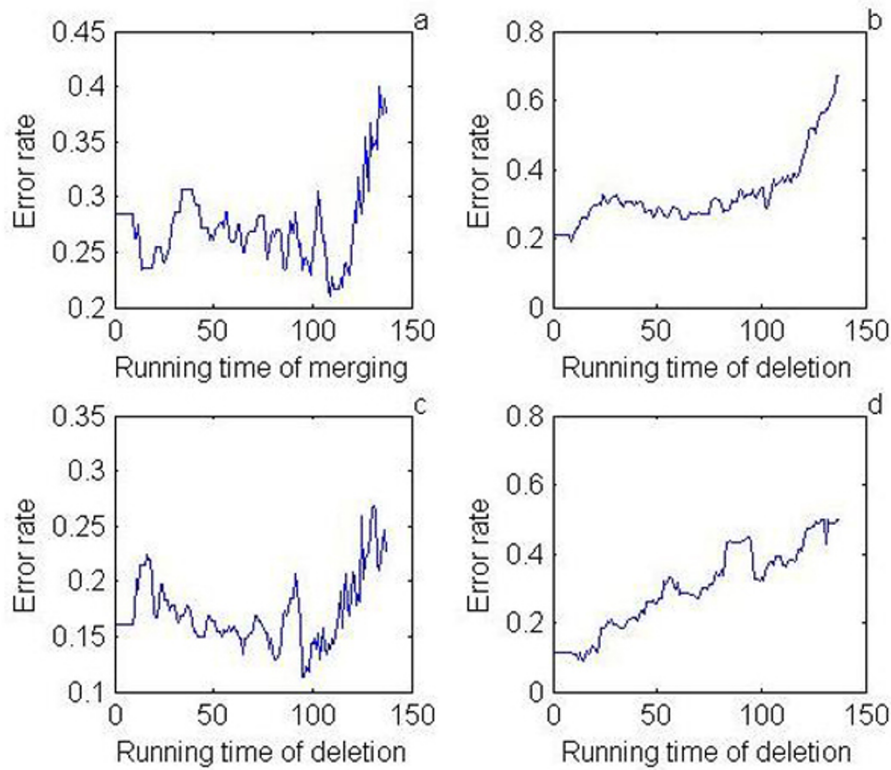 a
0.45
0.4
0.35
0.3
0.25
0.2
Error rate
0 50 100 150
Running time of merging
b
0.8
0.6
0.4
0.2
0
Error rate
0 50 100 150
Running time of deletion
c
0.35
0.3
0.25
0.2
0.15
0.1
Error rate
0 50 100 150
Running time of deletion
d
0.8
0.6
0.4
0.2
0
Error rate
0 50 100 150
Running time of deletion